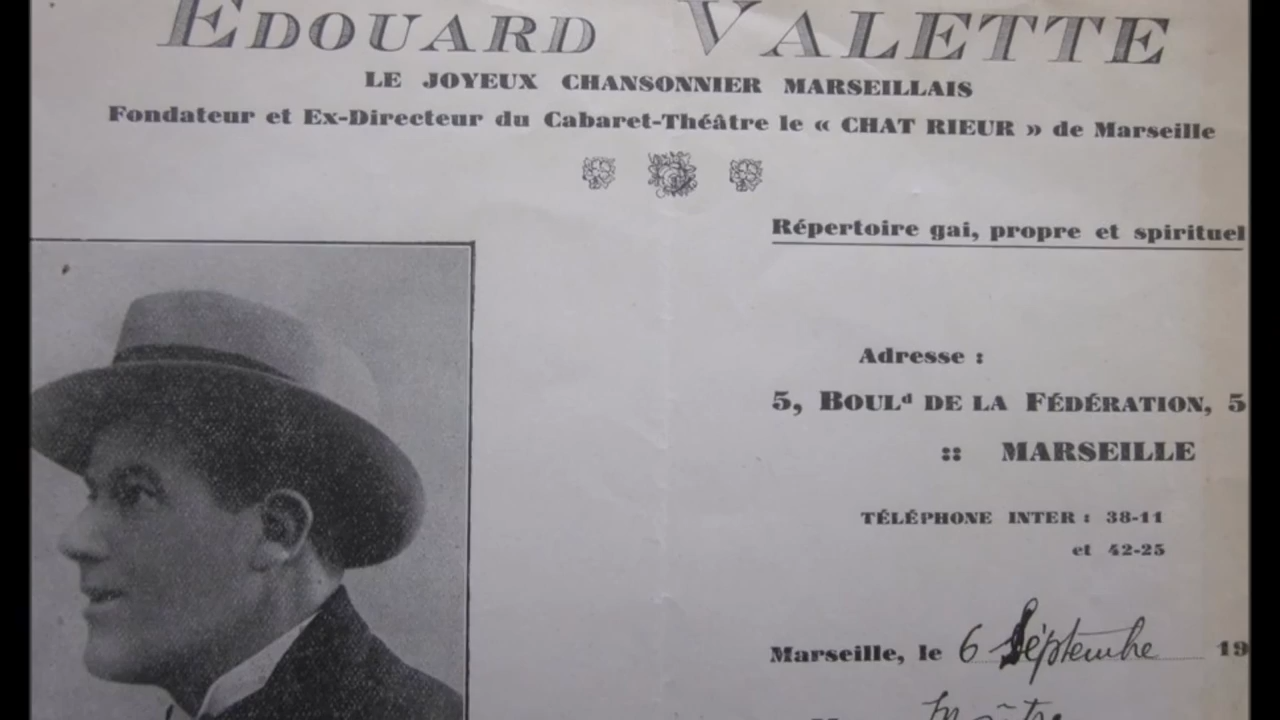 EDOUARD VALETTE
LE JOYEUX CHANSONNIER MARSEILLAIS
Fondateur et Ex-Directeur du Cabaret-Théâtre le « CHAT RIEUR » de Marseille
Répertoire gai, propre et spirituel
Adresse :
5, BOULd DE LA FÉDÉRATION, 5
:: MARSEILLE
TÉLÉPHONE INTER : 38-11
et 42-25
Marseille, le 6 Septembre 19